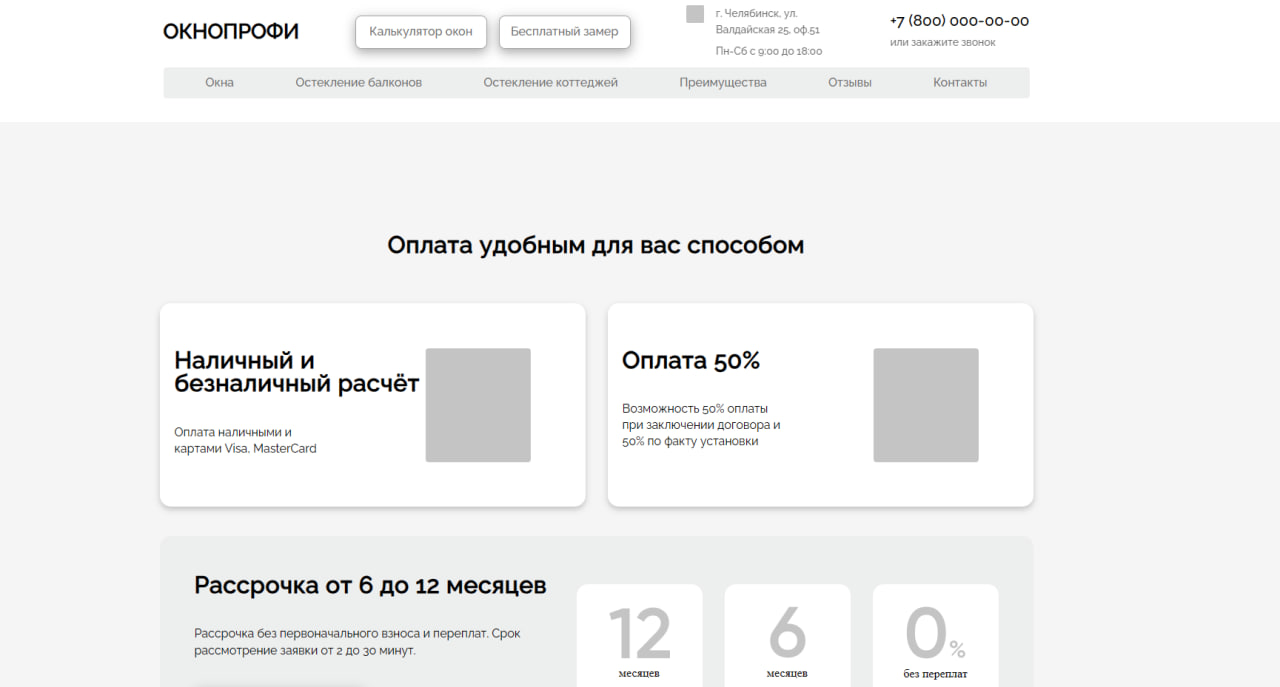 ОКНОПРОФИ
Калькулятор окон
Бесплатный замер
г. Челябинск, ул.
Валдайская 25, оф.51
Пн-Сб с 9:00 до 18:00
+7 (800) 000-00-00
или закажите звонок
Окна
Остекление балконов
Остекление коттеджей
Преимущества
Отзывы
Контакты
Оплата удобным для вас способом
Наличный и
безналичный расчёт
Оплата наличными и
картами Visa, MasterCard
Оплата 50%
Возможность 50% оплаты
при заключении договора и
50% по факту установки
Рассрочка от 6 до 12 месяцев
Рассрочка без первоначального взноса и переплат. Срок
рассмотрение заявки от 2 до 30 минут.
12
месяцев
6
месяцев
0%
без переплат